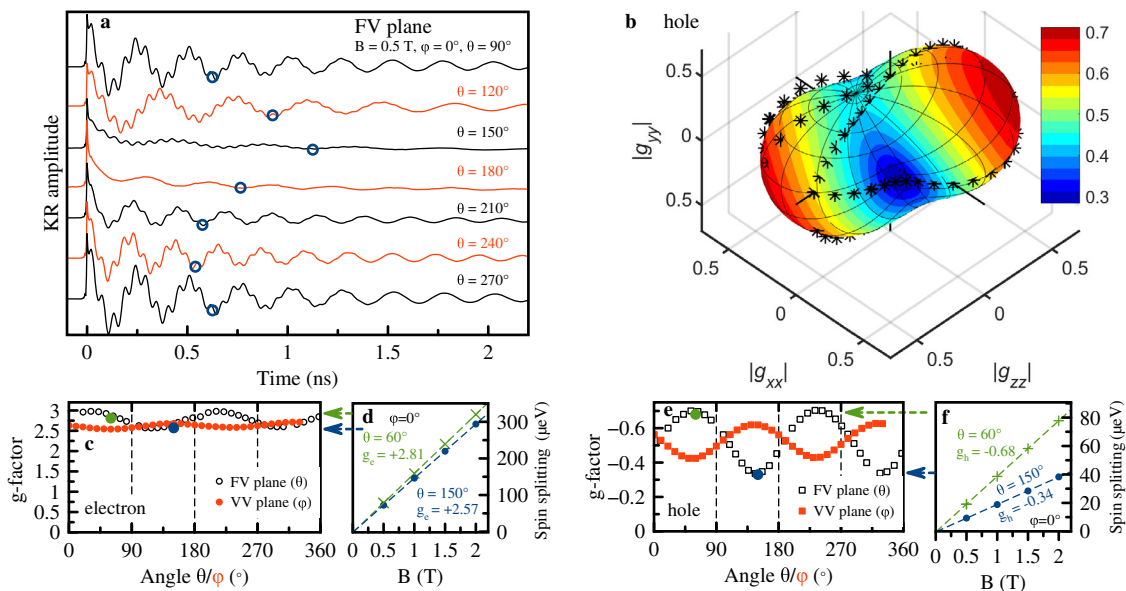 a
FV plane
B = 0.5 T, φ = 0°, θ = 90°
θ = 120°
θ = 150°
θ = 180°
θ = 210°
θ = 240°
θ = 270°
KR amplitude
0 0.5 1 1.5 2
Time (ns)
b hole
0.5
0
0.5
|g_yy|
0.5
0
0.5
|g_xx|
0.5
0
0.5
|g_zz|
0.7
0.6
0.5
0.4
0.3
c
3
2.5
2
1.5
1
0.5
0
g-factor
FV plane (θ)
VV plane (φ)
electron
0 90 180 270 360
Angle θ/φ (°)
d
φ=0°
θ = 60°
g_e = +2.81
θ = 150°
g_e = +2.57
300
200
100
0
Spin splitting (μeV)
0.5 1 1.5 2
B (T)
e
−0.6
−0.4
−0.2
0
g-factor
FV plane (θ)
VV plane (φ)
hole
0 90 180 270 360
Angle θ/φ (°)
f
θ = 60°
g_h = -0.68
θ = 150°
g_h = -0.34
φ=0°
80
60
40
20
0
Spin splitting (μeV)
0 0.5 1 1.5 2
B (T)